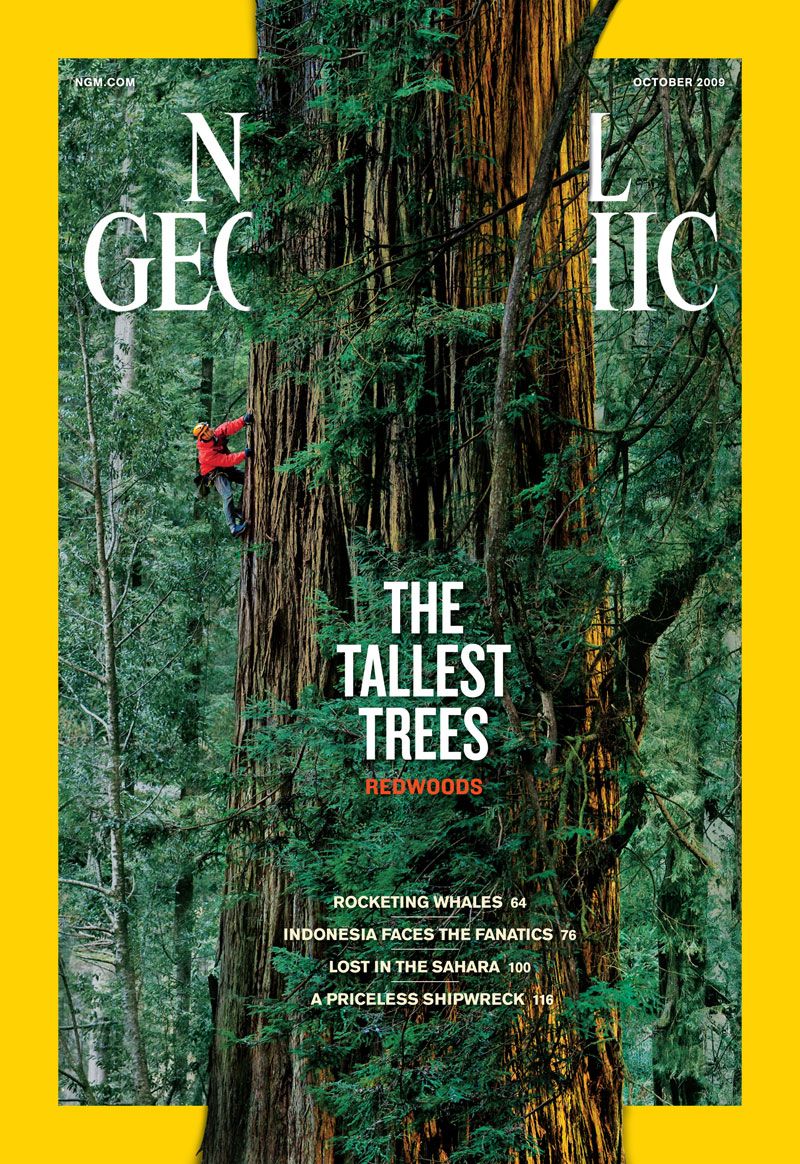 NGM.COM
OCTOBER 2009
N L
GEO HIC
THE
TALLEST
TREES
REDWOODS
ROCKETING WHALES 64
INDONESIA FACES THE FANATICS 76
LOST IN THE SAHARA 100
A PRICELESS SHIPWRECK 116